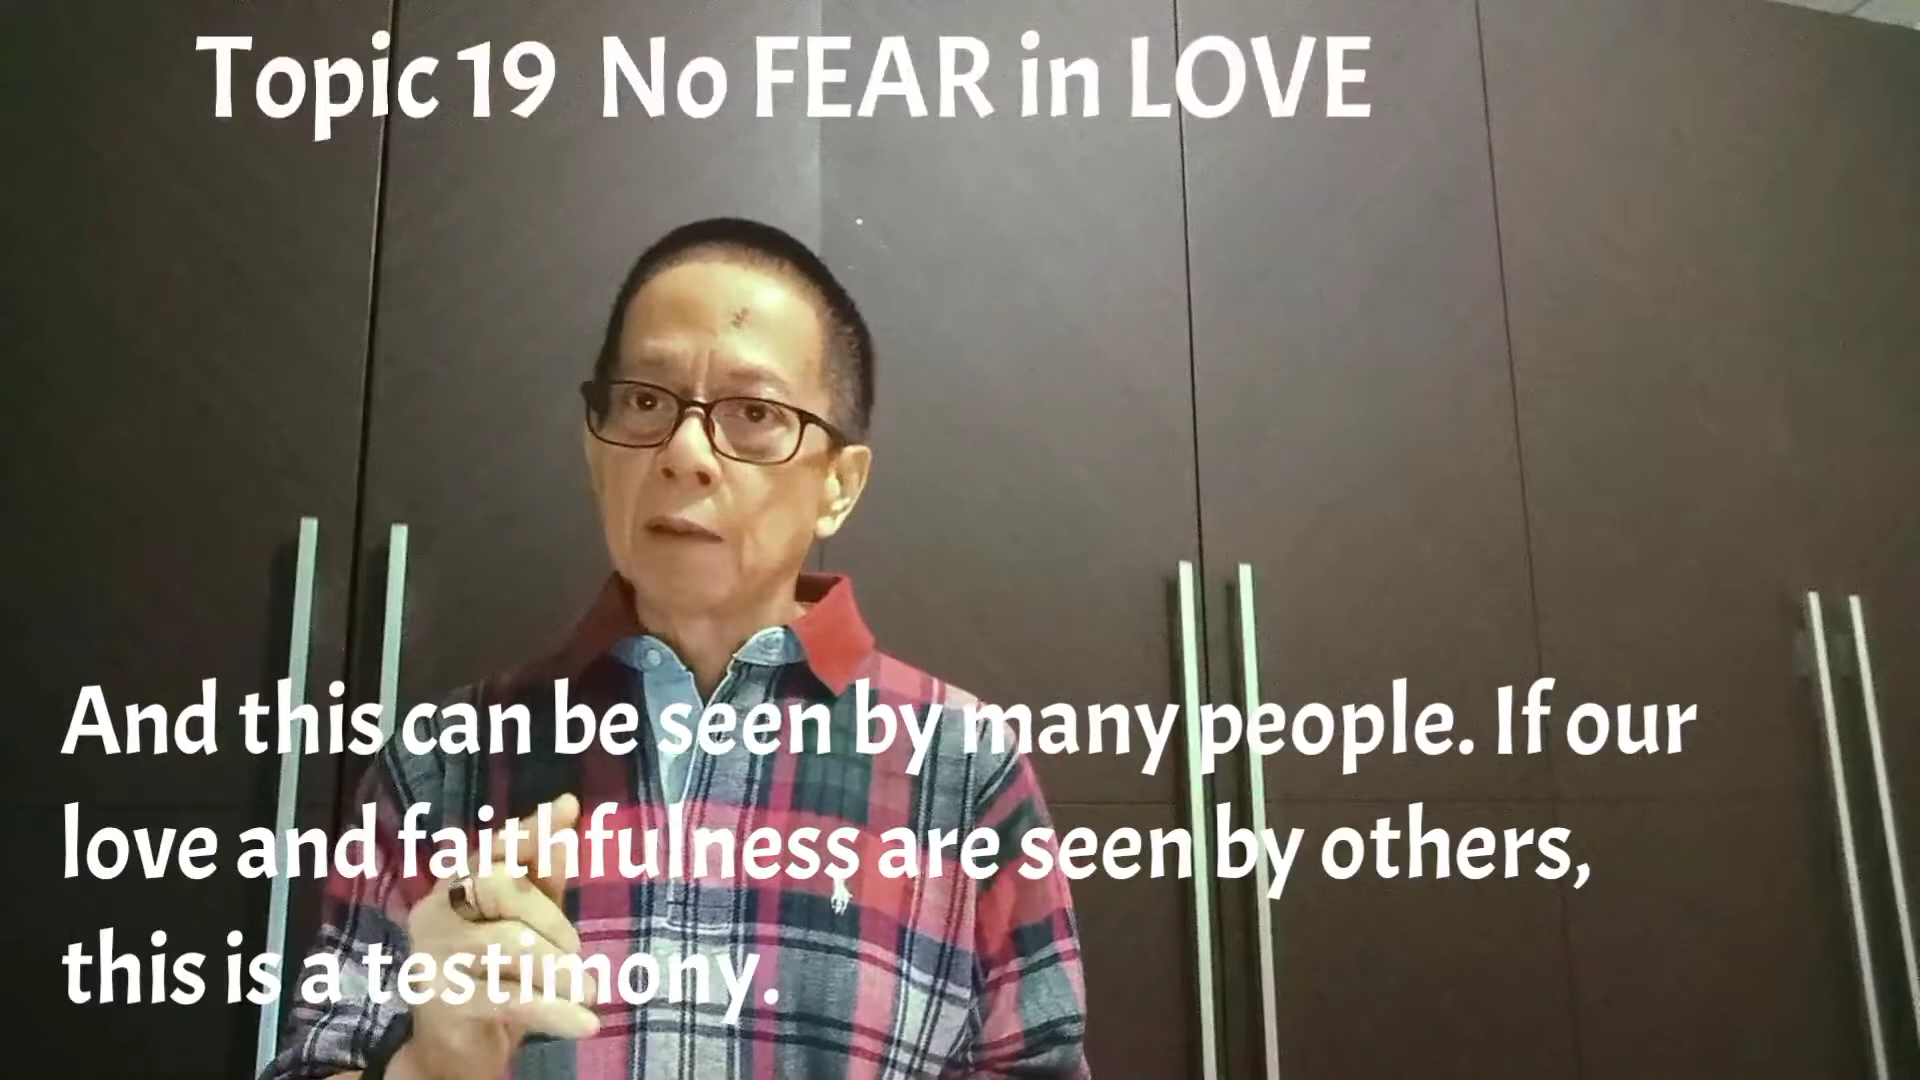 Topic 19 No FEAR in LOVE
And this can be seen by many people. If our
love and faithfulness are seen by others,
this is a testimony.